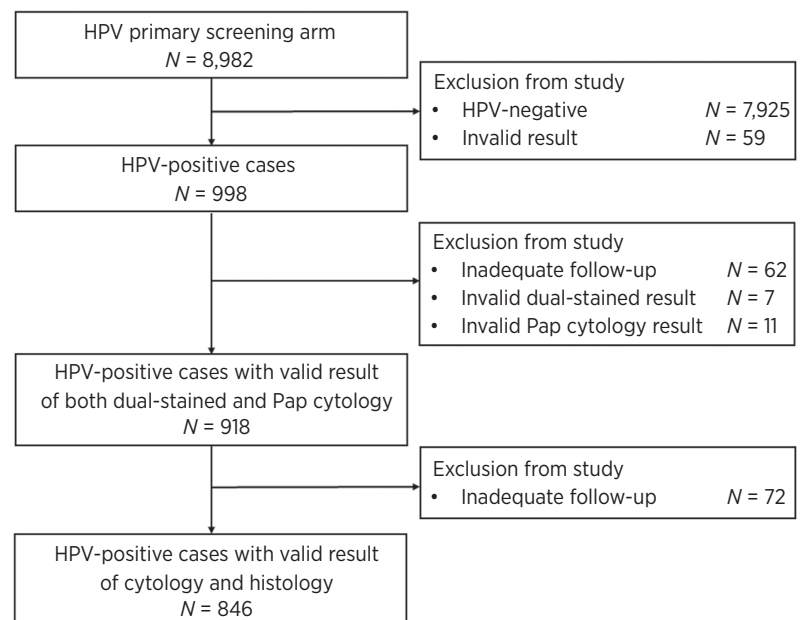 HPV primary screening arm
N = 8,982
Exclusion from study
• HPV-negative N = 7,925
• Invalid result N = 59
HPV-positive cases
N = 998
Exclusion from study
• Inadequate follow-up N = 62
• Invalid dual-stained result N = 7
• Invalid Pap cytology result N = 11
HPV-positive cases with valid result
of both dual-stained and Pap cytology
N = 918
Exclusion from study
• Inadequate follow-up N = 72
HPV-positive cases with valid result
of cytology and histology
N = 846